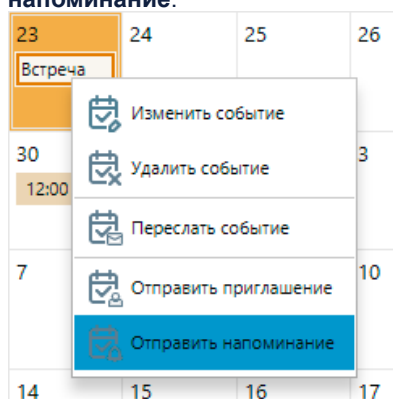 напоминание.
23 24 25 26
Встреча
Изменить событие
30 3
Удалить событие
12:00
Переслать событие
7 10
Отправить приглашение
Отправить напоминание
14 15 16 17